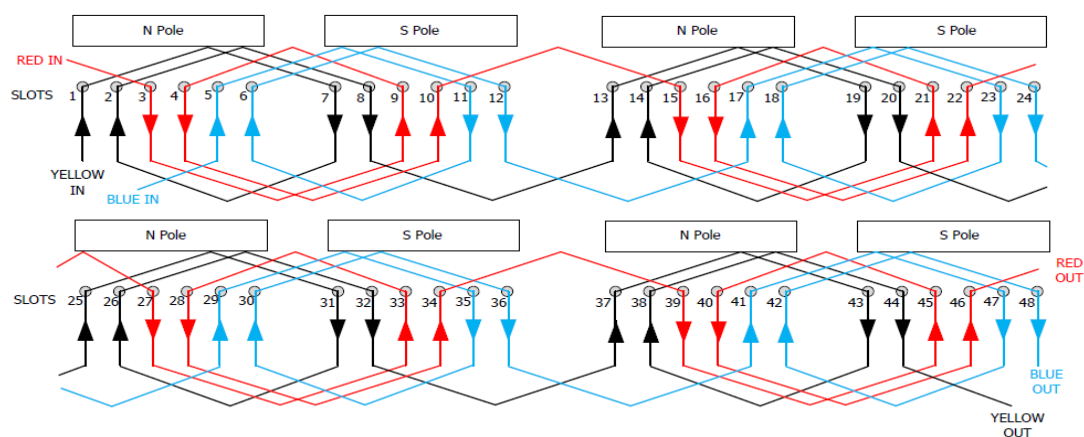 N Pole S Pole N Pole S Pole
RED IN
SLOTS 1 2 3 4 5 6 7 8 9 10 11 12 13 14 15 16 17 18 19 20 21 22 23 24
YELLOW
IN
BLUE IN
N Pole S Pole N Pole S Pole
RED
OUT
SLOTS 25 26 27 28 29 30 31 32 33 34 35 36 37 38 39 40 41 42 43 44 45 46 47 48
BLUE
OUT
YELLOW
OUT